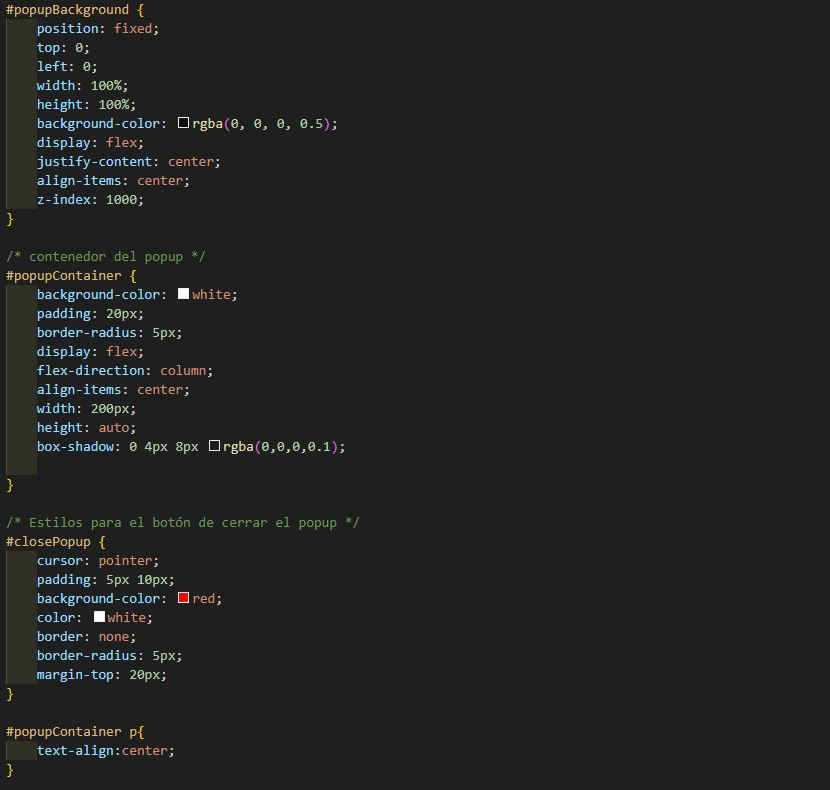 #popupBackground {
    position: fixed;
    top: 0;
    left: 0;
    width: 100%;
    height: 100%;
    background-color: rgba(0, 0, 0, 0.5);
    display: flex;
    justify-content: center;
    align-items: center;
    z-index: 1000;
}

/* contenedor del popup */
#popupContainer {
    background-color: white;
    padding: 20px;
    border-radius: 5px;
    display: flex;
    flex-direction: column;
    align-items: center;
    width: 200px;
    height: auto;
    box-shadow: 0 4px 8px rgba(0,0,0,0.1);

}

/* Estilos para el botón de cerrar el popup */
#closePopup {
    cursor: pointer;
    padding: 5px 10px;
    background-color: red;
    color: white;
    border: none;
    border-radius: 5px;
    margin-top: 20px;
}

#popupContainer p{
    text-align:center;
}